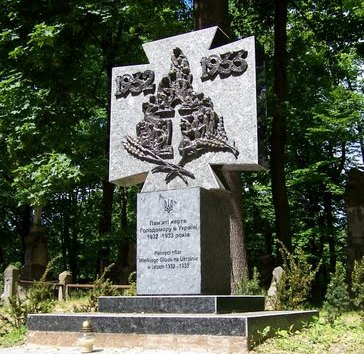 1932 1933
Пам'яті жертв
Голодомору в Україні
1932 - 1933 років
Pamięci ofiar
Wielkiego Głodu na Ukrainie
w latach 1932 - 1933